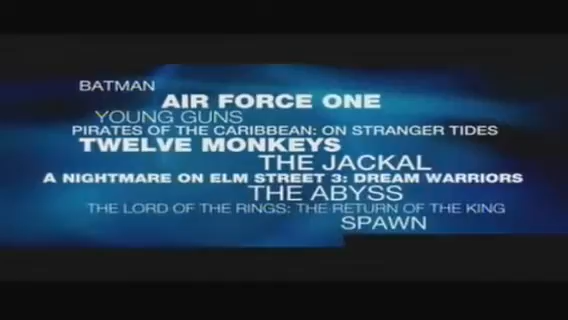 BATMAN
AIR FORCE ONE
YOUNG GUNS
PIRATES OF THE CARIBBEAN: ON STRANGER TIDES
TWELVE MONKEYS
THE JACKAL
A NIGHTMARE ON ELM STREET 3: DREAM WARRIORS
THE ABYSS
THE LORD OF THE RINGS: THE RETURN OF THE KING
SPAWN